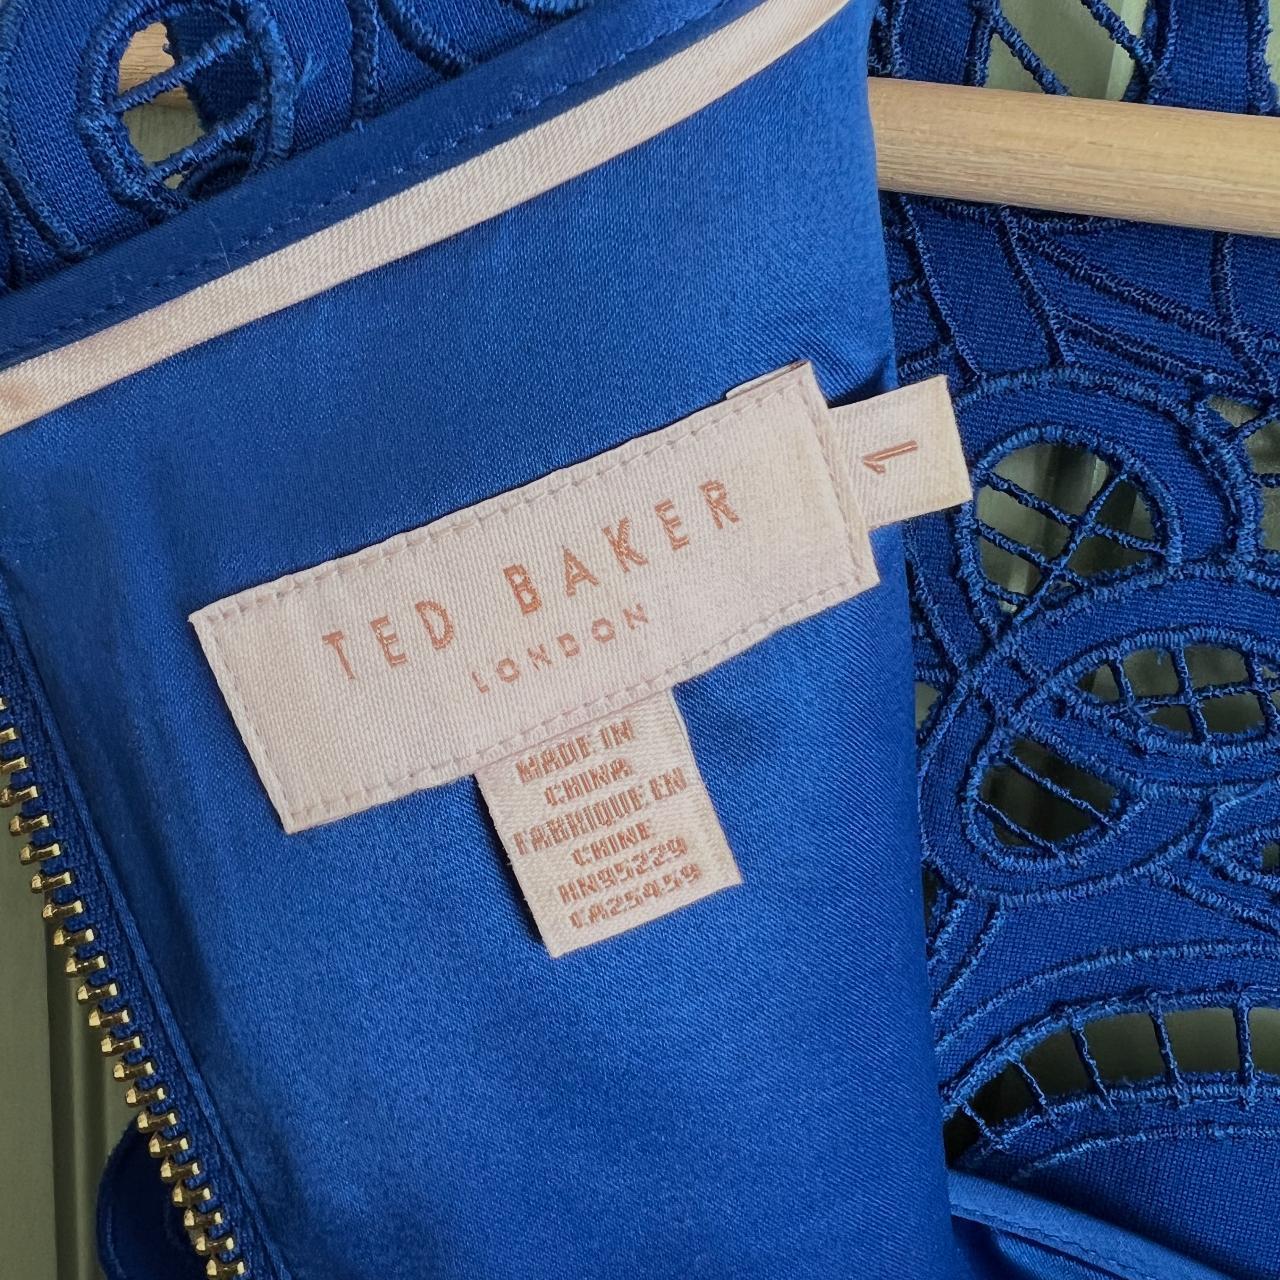 TED BAKER
LONDON
1
MADE IN
CHINA
FABRIQUE EN
CHINE
RN95229
CA25459